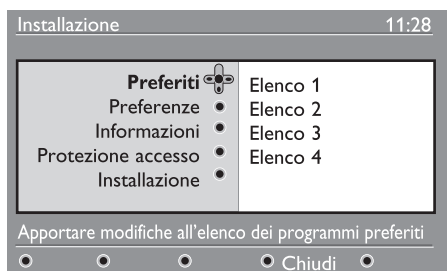 Installazione 11:28
Preferiti Elenco 1
Preferenze Elenco 2
Informazioni Elenco 3
Protezione accesso Elenco 4
Installazione
Apportare modifiche all'elenco dei programmi preferiti
Chiudi